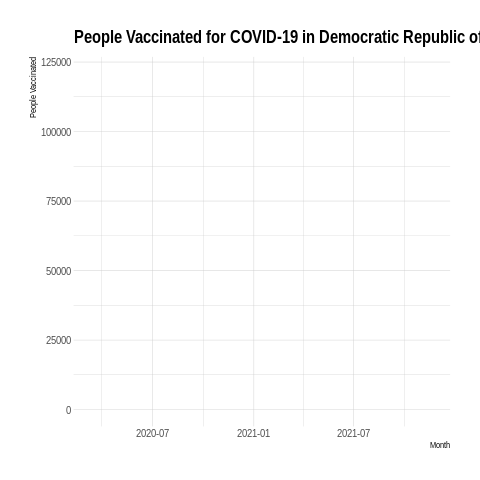 People Vaccinated for COVID-19 in Democratic Republic of
People Vaccinated
125000
100000
75000
50000
25000
0
2020-07 2021-01 2021-07
Month